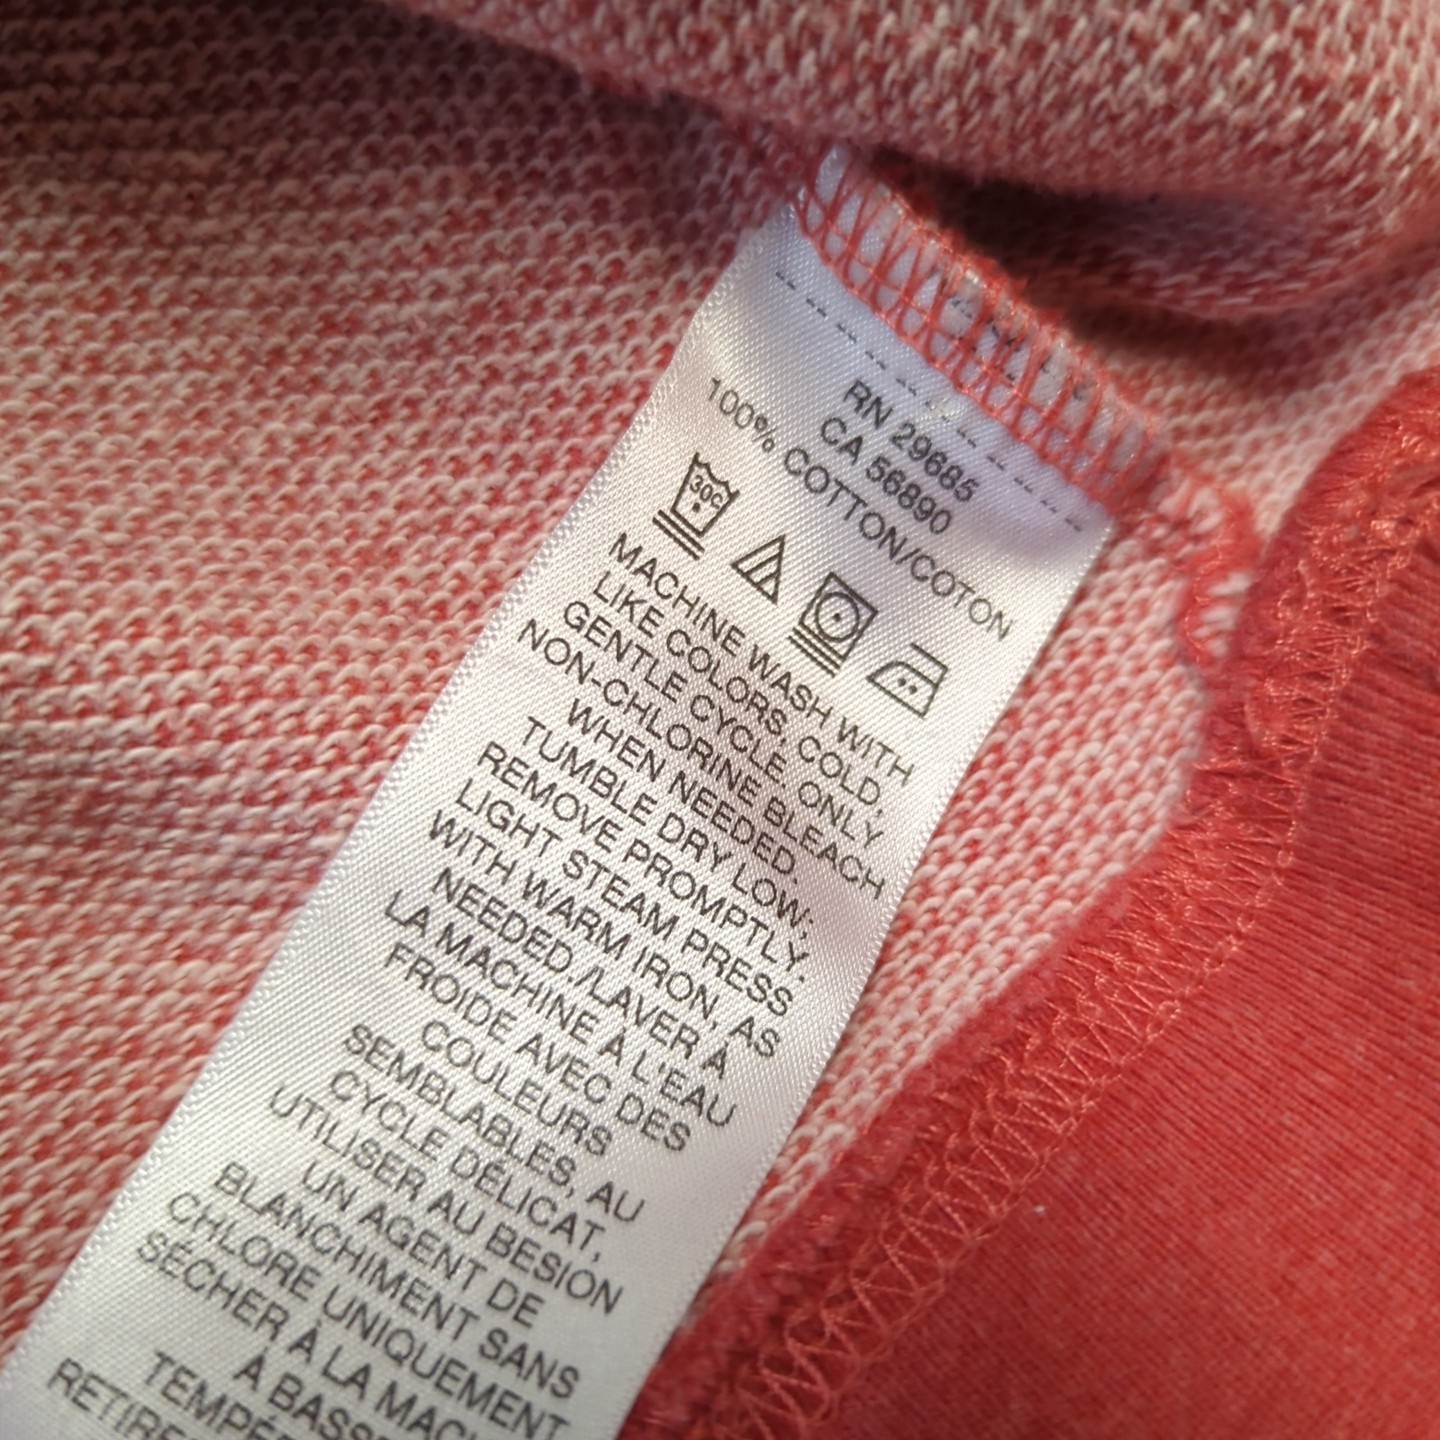 RN 29685
CA 56890
100% COTTON/COTON
30C
MACHINE WASH WITH
LIKE COLORS, COLD,
GENTLE CYCLE. ONLY
NON-CHLORINE BLEACH
WHEN NEEDED.
TUMBLE DRY LOW;
REMOVE PROMPTLY.
LIGHT STEAM PRESS
WITH WARM IRON, AS
NEEDED./LAVER À
LA MACHINE À L'EAU
FROIDE AVEC DES
COULEURS
SEMBLABLES, AU
CYCLE DÉLICAT,
UTILISER AU BESION
UN AGENT DE
BLANCHIMENT SANS
CHLORE UNIQUEMENT
SÉCHER À LA
À